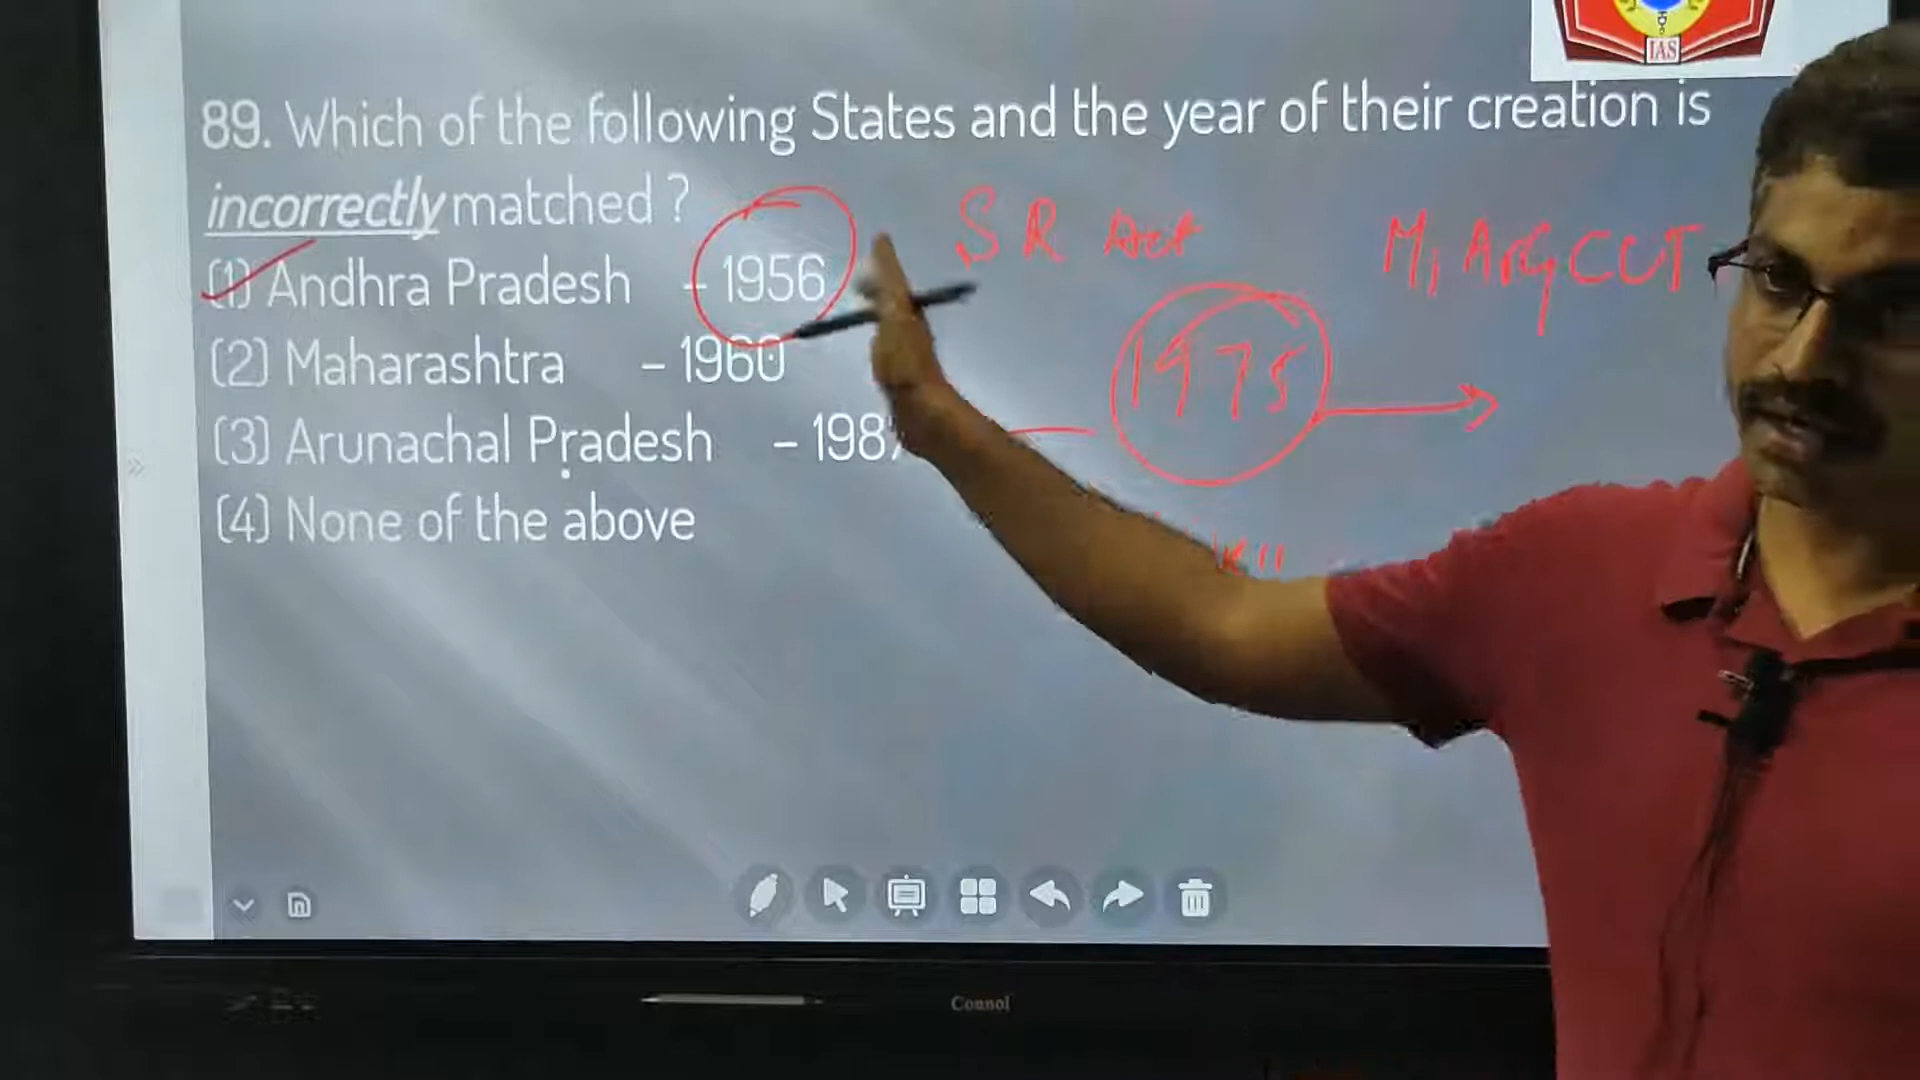 IAS
89. Which of the following States and the year of their creation is
incorrectly matched ?
(1) Andhra Pradesh - 1956
(2) Maharashtra - 1960
(3) Arunachal Pradesh - 198
(4) None of the above
S R Act
1975
Connol